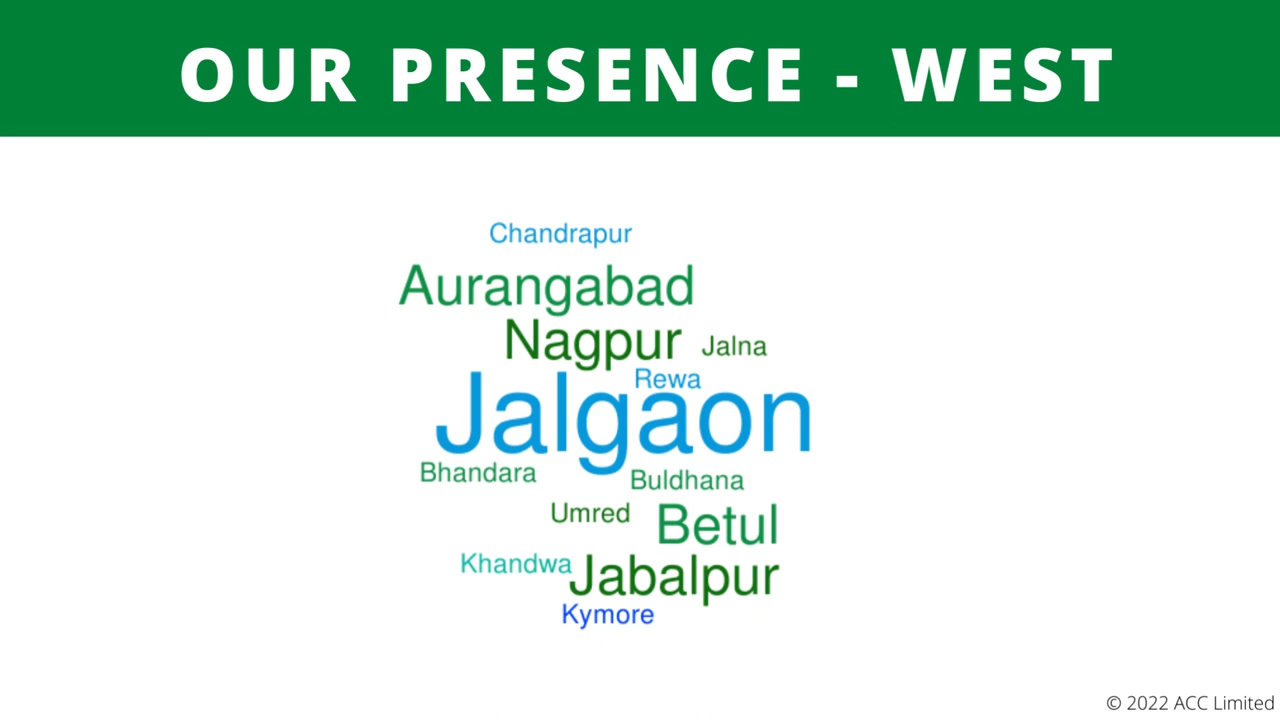 OUR PRESENCE - WEST
Chandrapur
Aurangabad
Nagpur
Jalna
Rewa
Jalgaon
Bhandara
Buldhana
Umred
Betul
Khandwa
Jabalpur
Kymore
© 2022 ACC Limited